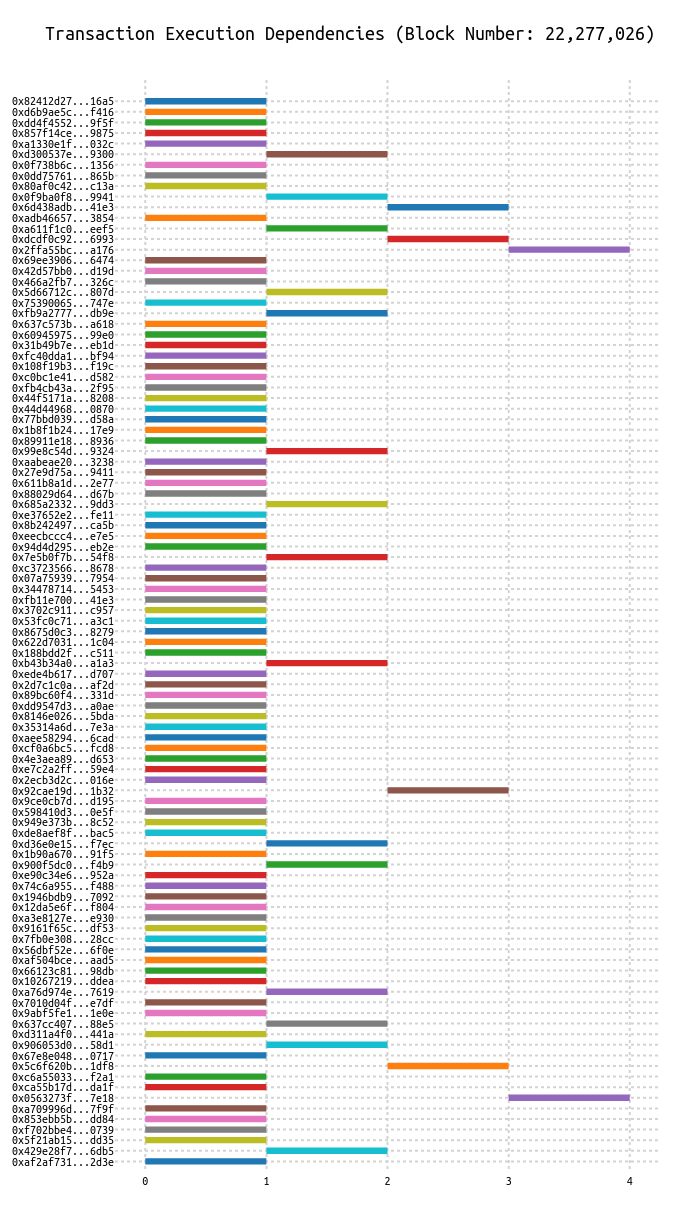 Transaction Execution Dependencies (Block Number: 22,277,026)
0x82412d27...16a5
0xd6b9ae5c...f416
0xdd4f4552...9f5f
0x857f14ce...9875
0xa1330e1f...032c
0xd300537e...9300
0x0f738b6c...1356
0x0dd75761...865b
0x80af0c42...c13a
0x0f9ba0f8...9941
0x6d438adb...41e3
0xadb46657...3854
0xa611f1c0...eef5
0xdcdf0c92...6993
0x2ffa55bc...a176
0x69ee3906...6474
0x42d57bb0...d19d
0x466a2fb7...326c
0x5d66712c...807d
0x75390065...747e
0xfb9a2777...db9e
0x637c573b...a618
0x60945975...99e0
0x31b49b7e...eb1d
0xfc40dda1...bf94
0x108f19b3...f19c
0xc0bc1e41...d582
0xfb4cb43a...2f95
0x44f5171a...8208
0x44d44968...0870
0x77bbd039...d58a
0x1b8f1b24...17e9
0x89911e18...8936
0x99e8c54d...9324
0xaabeae20...3238
0x27e9d75a...9411
0x611b8a1d...2e77
0x88029d64...d67b
0x685a2332...9dd3
0xe37652e2...fe11
0x8b242497...ca5b
0xeecbccc4...e7e5
0x94d4d295...eb2e
0x7e5b0f7b...54f8
0xc3723566...8678
0x07a75939...7954
0x34478714...5453
0xfb11e700...41e3
0x3702c911...c957
0x53fc0c71...a3c1
0x8675d0c3...8279
0x622d7031...1c04
0x188bdd2f...c511
0xb43b34a0...a1a3
0xede4b617...d707
0x2d7c1c0a...af2d
0x89bc60f4...331d
0xdd9547d3...a0ae
0x8146e026...5bda
0x35314a6d...7e3a
0xaee58294...6cad
0xcf0a6bc5...fcd8
0x4e3aea89...d653
0xe7c2a2ff...59e4
0x2ecb3d2c...016e
0x92cae19d...1b32
0x9ce0cb7d...d195
0x598410d3...0e5f
0x949e373b...8c52
0xde8aef8f...bac5
0xd36e0e15...f7ec
0x1b90a670...91f5
0x900f5dc0...f4b9
0xe90c34e6...952a
0x74c6a955...f488
0x1946bdb9...7092
0x12da5e6f...f804
0xa3e8127e...e930
0x9161f65c...df53
0x7fb0e308...28cc
0x56dbf52e...6f0e
0xaf504bce...aad5
0x66123c81...98db
0x10267219...ddea
0xa76d974e...7619
0x7010d04f...e7df
0x9abf5fe1...1e0e
0x637cc407...88e5
0xd311a4f0...441a
0x906053d0...58d1
0x67e8e048...0717
0x5c6f620b...1df8
0xc6a55033...f2a1
0xca55b17d...da1f
0x0563273f...7e18
0xa709996d...7f9f
0x853ebb5b...dd84
0xf702bbe4...0739
0x5f21ab15...dd35
0x429e28f7...6db5
0xaf2af731...2d3e
0 1 2 3 4